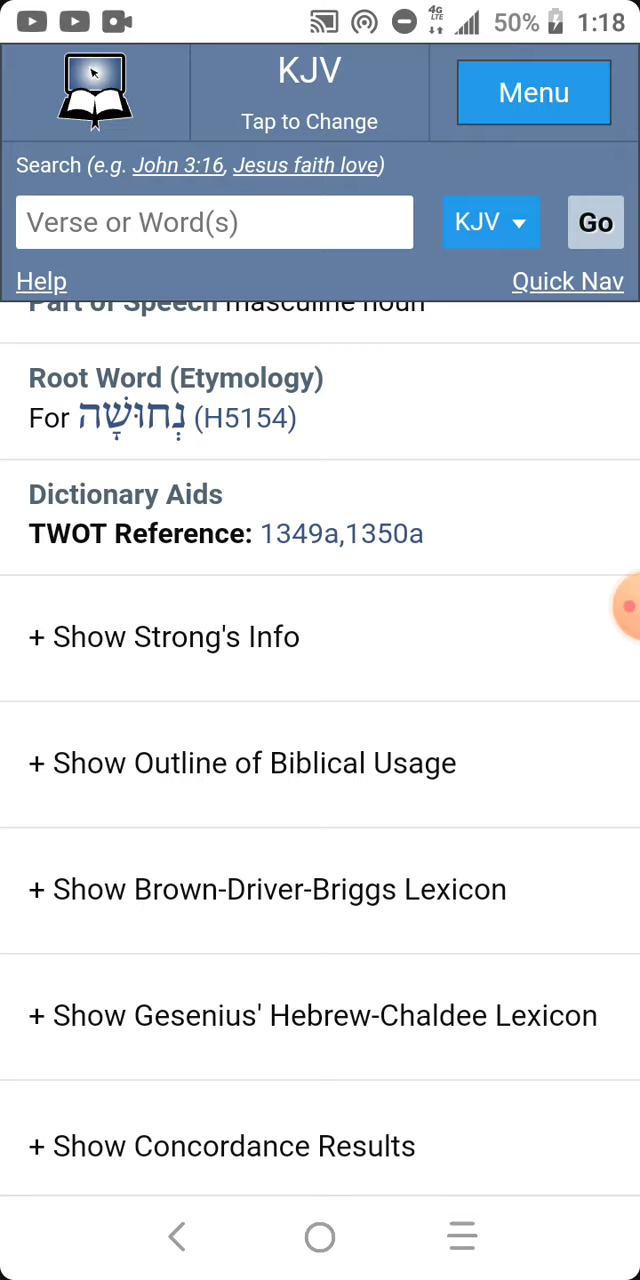 4G
LTE
50%
1:18
KJV
Tap to Change
Menu
Search (e.g. John 3:16, Jesus faith love)
Verse or Word(s)
KJV
Go
Help
Quick Nav
Part of Speech masculine noun
Root Word (Etymology)
For נְחוּשָׁה (H5154)
Dictionary Aids
TWOT Reference: 1349a,1350a
+ Show Strong's Info
+ Show Outline of Biblical Usage
+ Show Brown-Driver-Briggs Lexicon
+ Show Gesenius' Hebrew-Chaldee Lexicon
+ Show Concordance Results